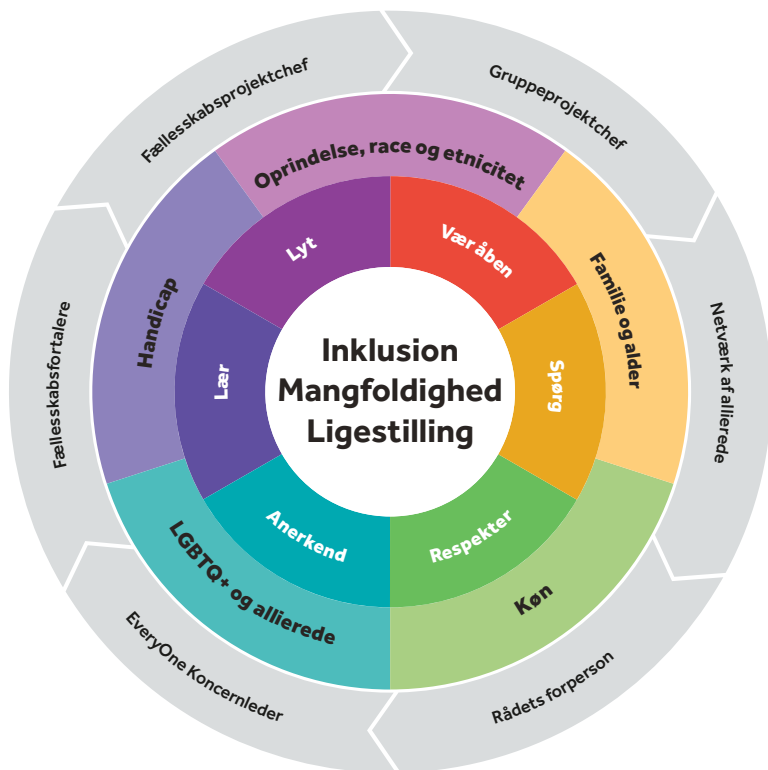 Inklusion
Mangfoldighed
Ligestilling
Vær åben
Spørg
Respekter
Anerkend
Lær
Lyt
Oprindelse, race og etnicitet
Familie og alder
Køn
LGBTQ+ og allierede
Handicap
Gruppeprojektchef
Netværk af allierede
Rådets forperson
EveryOne Koncernleder
Fællesskabsfortalere
Fællesskabsprojektchef